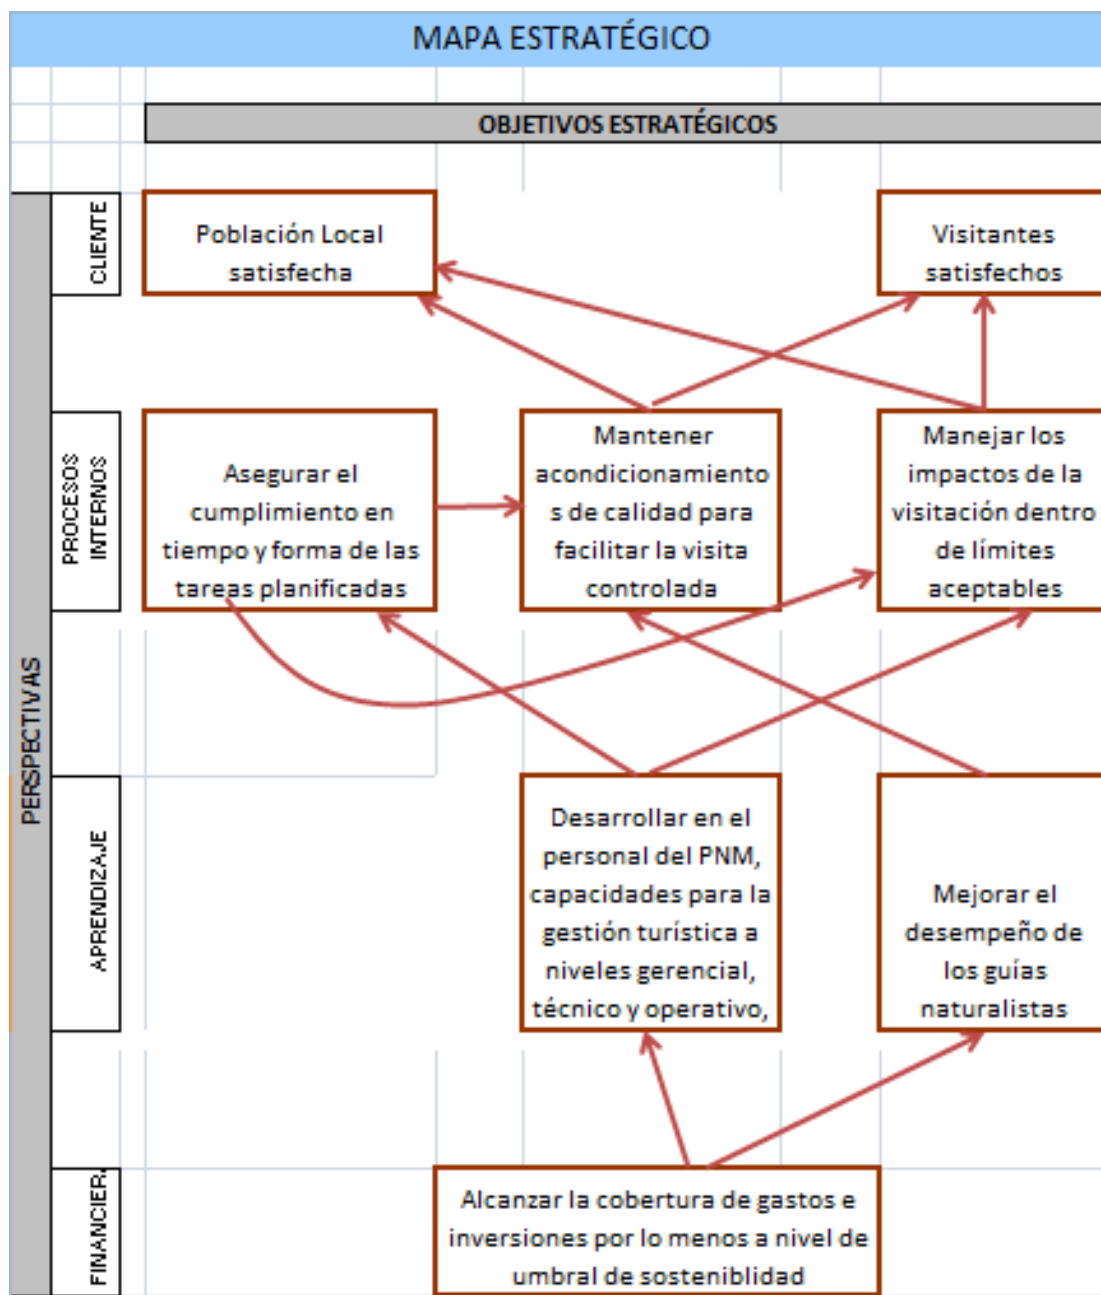 MAPA ESTRATÉGICO
OBJETIVOS ESTRATÉGICOS
PERSPECTIVAS
CLIENTE
Población Local
satisfecha
Visitantes
satisfechos
PROCESOS
INTERNOS
Asegurar el
cumplimiento en
tiempo y forma de las
tareas planificadas
Mantener
acondicionamiento
s de calidad para
facilitar la visita
controlada
Manejar los
impactos de la
visitación dentro
de límites
aceptables
APRENDIZAJE
Desarrollar en el
personal del PNM,
capacidades para la
gestión turística a
niveles gerencial,
técnico y operativo,
Mejorar el
desempeño de
los guías
naturalistas
FINANCIER
Alcanzar la cobertura de gastos e
inversiones por lo menos a nivel de
umbral de sosteniblidad